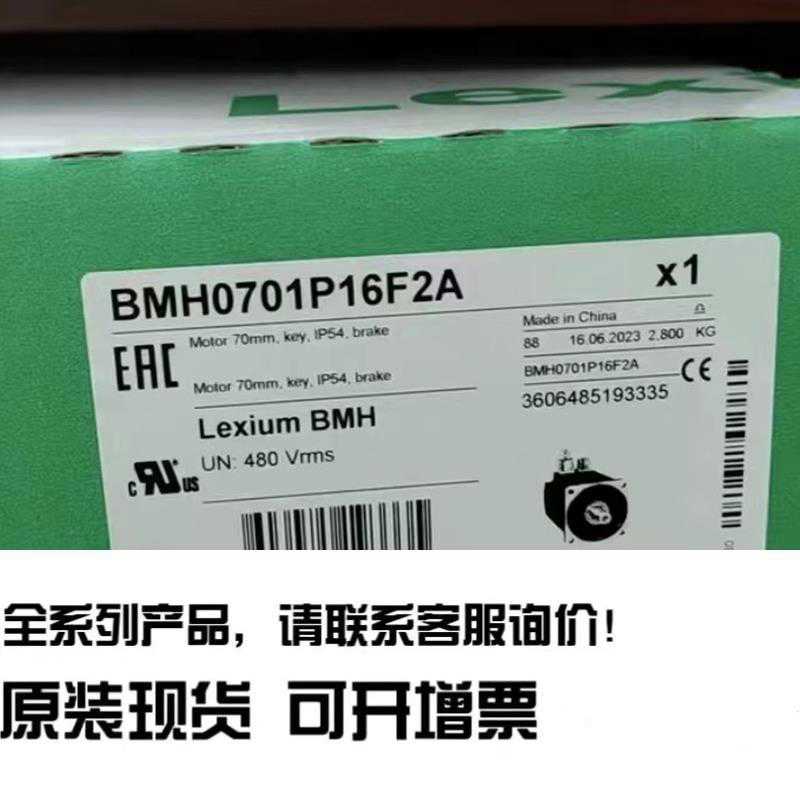 Lex
BMH0701P16F2A
x1
EAC
Motor 70mm, key, IP54, brake
Motor 70mm, key, IP54, brake
Made in China
88 16.06.2023 2,800 KG
BMH0701P16F2A
CE
3606485193335
Lexium BMH
UN: 480 Vrms
c RU us
全系列产品，请联系客服询价！
原装现货 可开增票